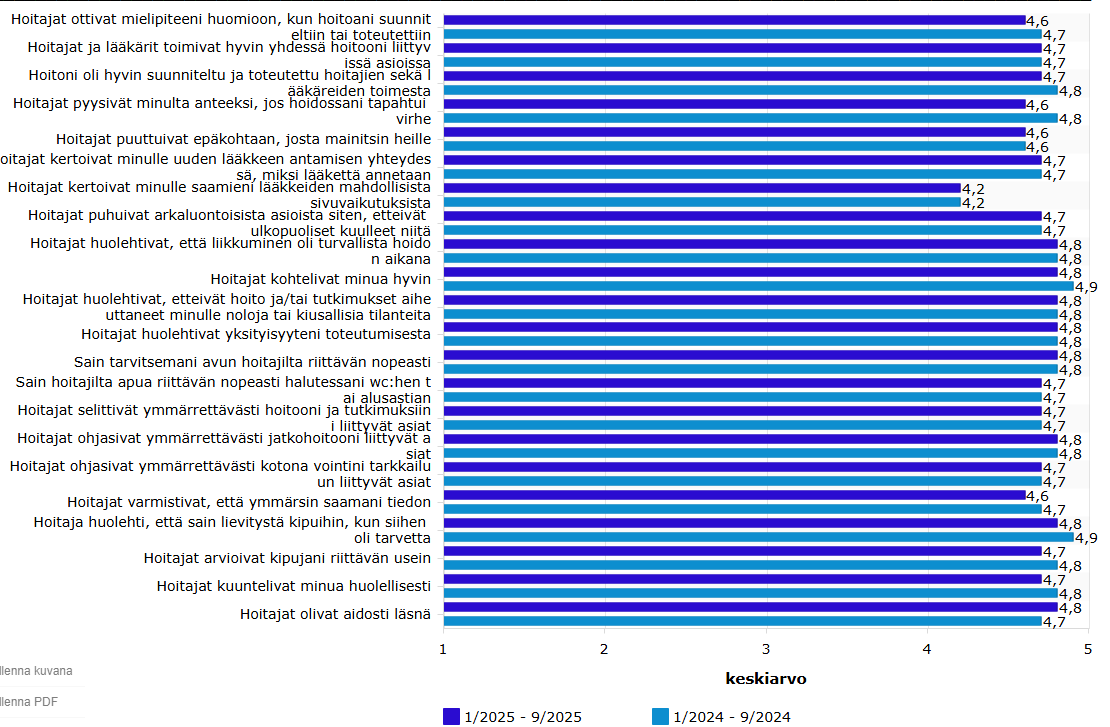 Hoitajat ottivat mielipiteeni huomioon, kun hoitoani suunnit
4,6
eltiin tai toteutettiin
4,7
Hoitajat ja lääkärit toimivat hyvin yhdessä hoitooni liittyv
4,7
issä asioissa
4,7
Hoitoni oli hyvin suunniteltu ja toteutettu hoitajien sekä l
4,7
ääkäreiden toimesta
4,8
Hoitajat pyysivät minulta anteeksi, jos hoidossani tapahtui
4,6
virhe
4,8
Hoitajat puuttuivat epäkohtaan, josta mainitsin heille
4,6
4,6
oitajat kertoivat minulle uuden lääkkeen antamisen yhteydes
4,7
sä, miksi lääkettä annetaan
4,7
Hoitajat kertoivat minulle saamieni lääkkeiden mahdollisista
4,2
sivuvaikutuksista
4,2
Hoitajat puhuivat arkaluontoisista asioista siten, etteivät
4,7
ulkopuoliset kuulleet niitä
4,7
Hoitajat huolehtivat, että liikkuminen oli turvallista hoido
4,8
n aikana
4,8
Hoitajat kohtelivat minua hyvin
4,8
4,9
Hoitajat huolehtivat, etteivät hoito ja/tai tutkimukset aihe
4,8
uttaneet minulle noloja tai kiusallisia tilanteita
4,8
Hoitajat huolehtivat yksityisyyteni toteutumisesta
4,8
4,8
Sain tarvitsemani avun hoitajilta riittävän nopeasti
4,8
4,8
Sain hoitajilta apua riittävän nopeasti halutessani wc:hen t
4,7
ai alusastian
4,7
Hoitajat selittivät ymmärrettävästi hoitooni ja tutkimuksiin
4,7
i liittyvät asiat
4,7
Hoitajat ohjasivat ymmärrettävästi jatkohoitooni liittyvät a
4,8
siat
4,8
Hoitajat ohjasivat ymmärrettävästi kotona vointini tarkkailu
4,7
un liittyvät asiat
4,7
Hoitajat varmistivat, että ymmärsin saamani tiedon
4,6
4,7
Hoitaja huolehti, että sain lievitystä kipuihin, kun siihen
4,8
oli tarvetta
4,9
Hoitajat arvioivat kipujani riittävän usein
4,7
4,8
Hoitajat kuuntelivat minua huolellisesti
4,7
4,8
Hoitajat olivat aidosti läsnä
4,8
4,7
1 2 3 4 5
keskiarvo
llenna kuvana
llenna PDF
1/2025 - 9/2025 1/2024 - 9/2024